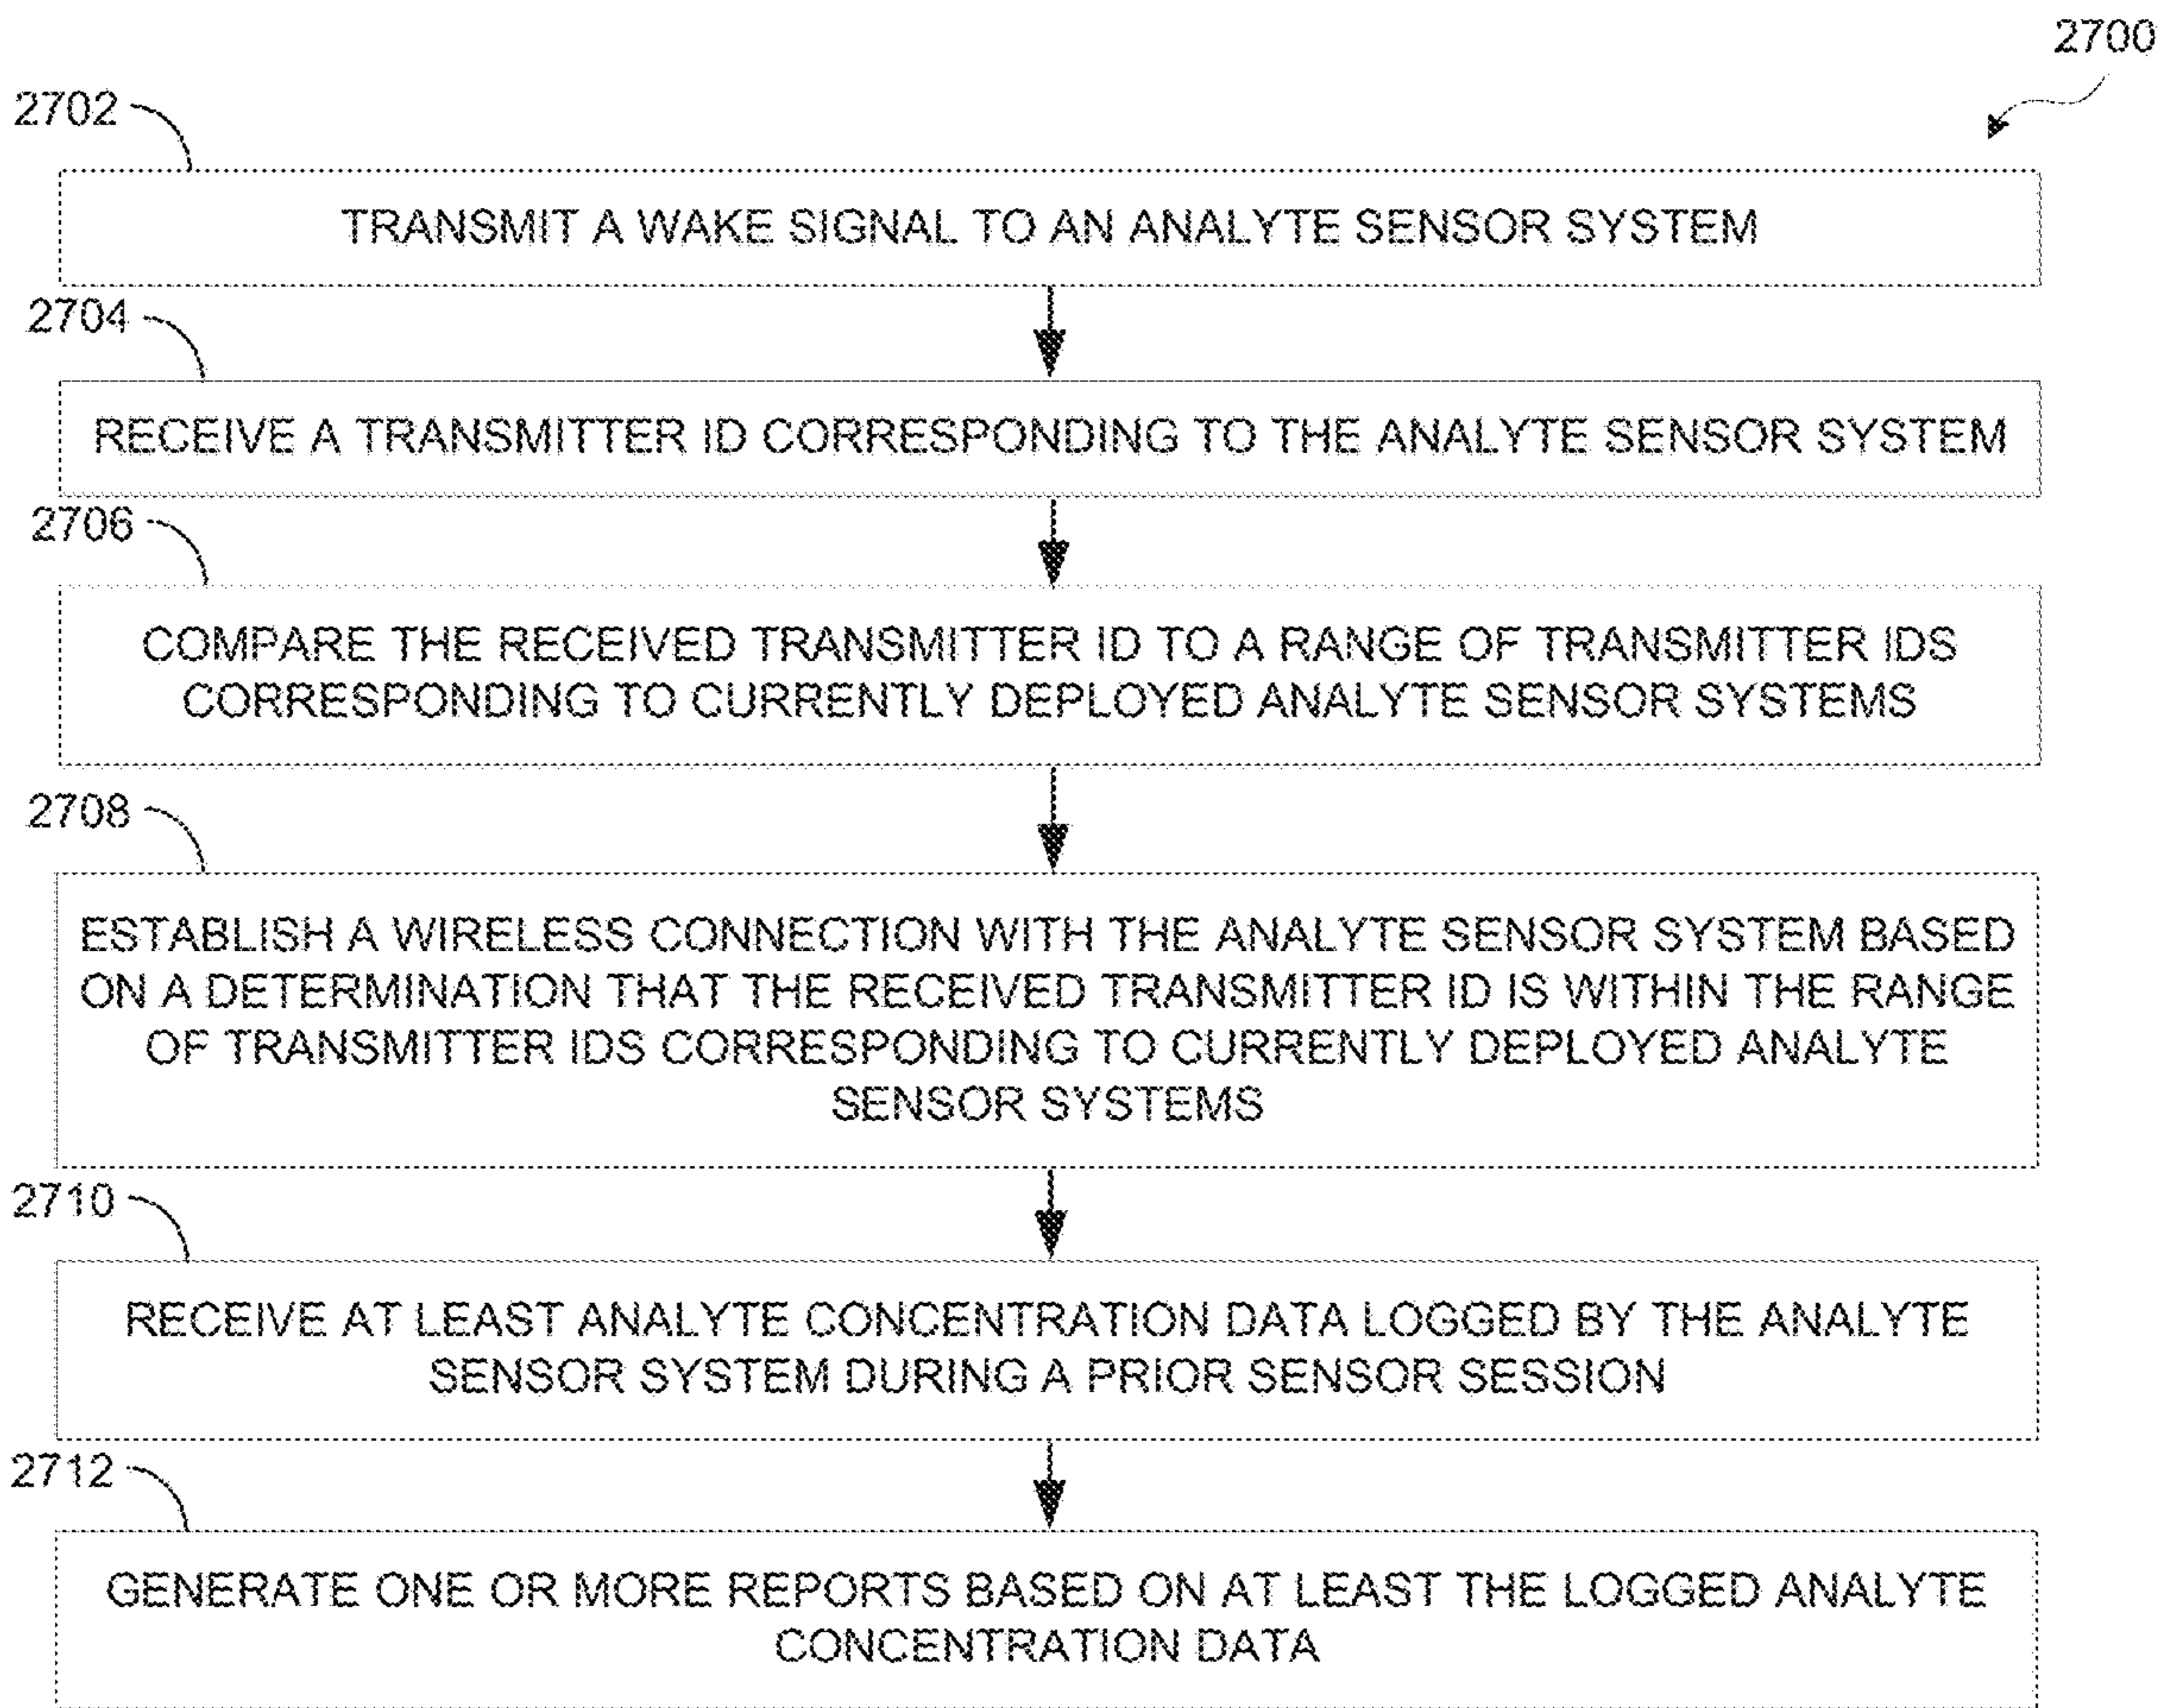 2700
2702
TRANSMIT A WAKE SIGNAL TO AN ANALYTE SENSOR SYSTEM
2704
RECEIVE A TRANSMITTER ID CORRESPONDING TO THE ANALYTE SENSOR SYSTEM
2706
COMPARE THE RECEIVED TRANSMITTER ID TO A RANGE OF TRANSMITTER IDS
CORRESPONDING TO CURRENTLY DEPLOYED ANALYTE SENSOR SYSTEMS
2708
ESTABLISH A WIRELESS CONNECTION WITH THE ANALYTE SENSOR SYSTEM BASED
ON A DETERMINATION THAT THE RECEIVED TRANSMITTER ID IS WITHIN THE RANGE
OF TRANSMITTER IDS CORRESPONDING TO CURRENTLY DEPLOYED ANALYTE
SENSOR SYSTEMS
2710
RECEIVE AT LEAST ANALYTE CONCENTRATION DATA LOGGED BY THE ANALYTE
SENSOR SYSTEM DURING A PRIOR SENSOR SESSION
2712
GENERATE ONE OR MORE REPORTS BASED ON AT LEAST THE LOGGED ANALYTE
CONCENTRATION DATA